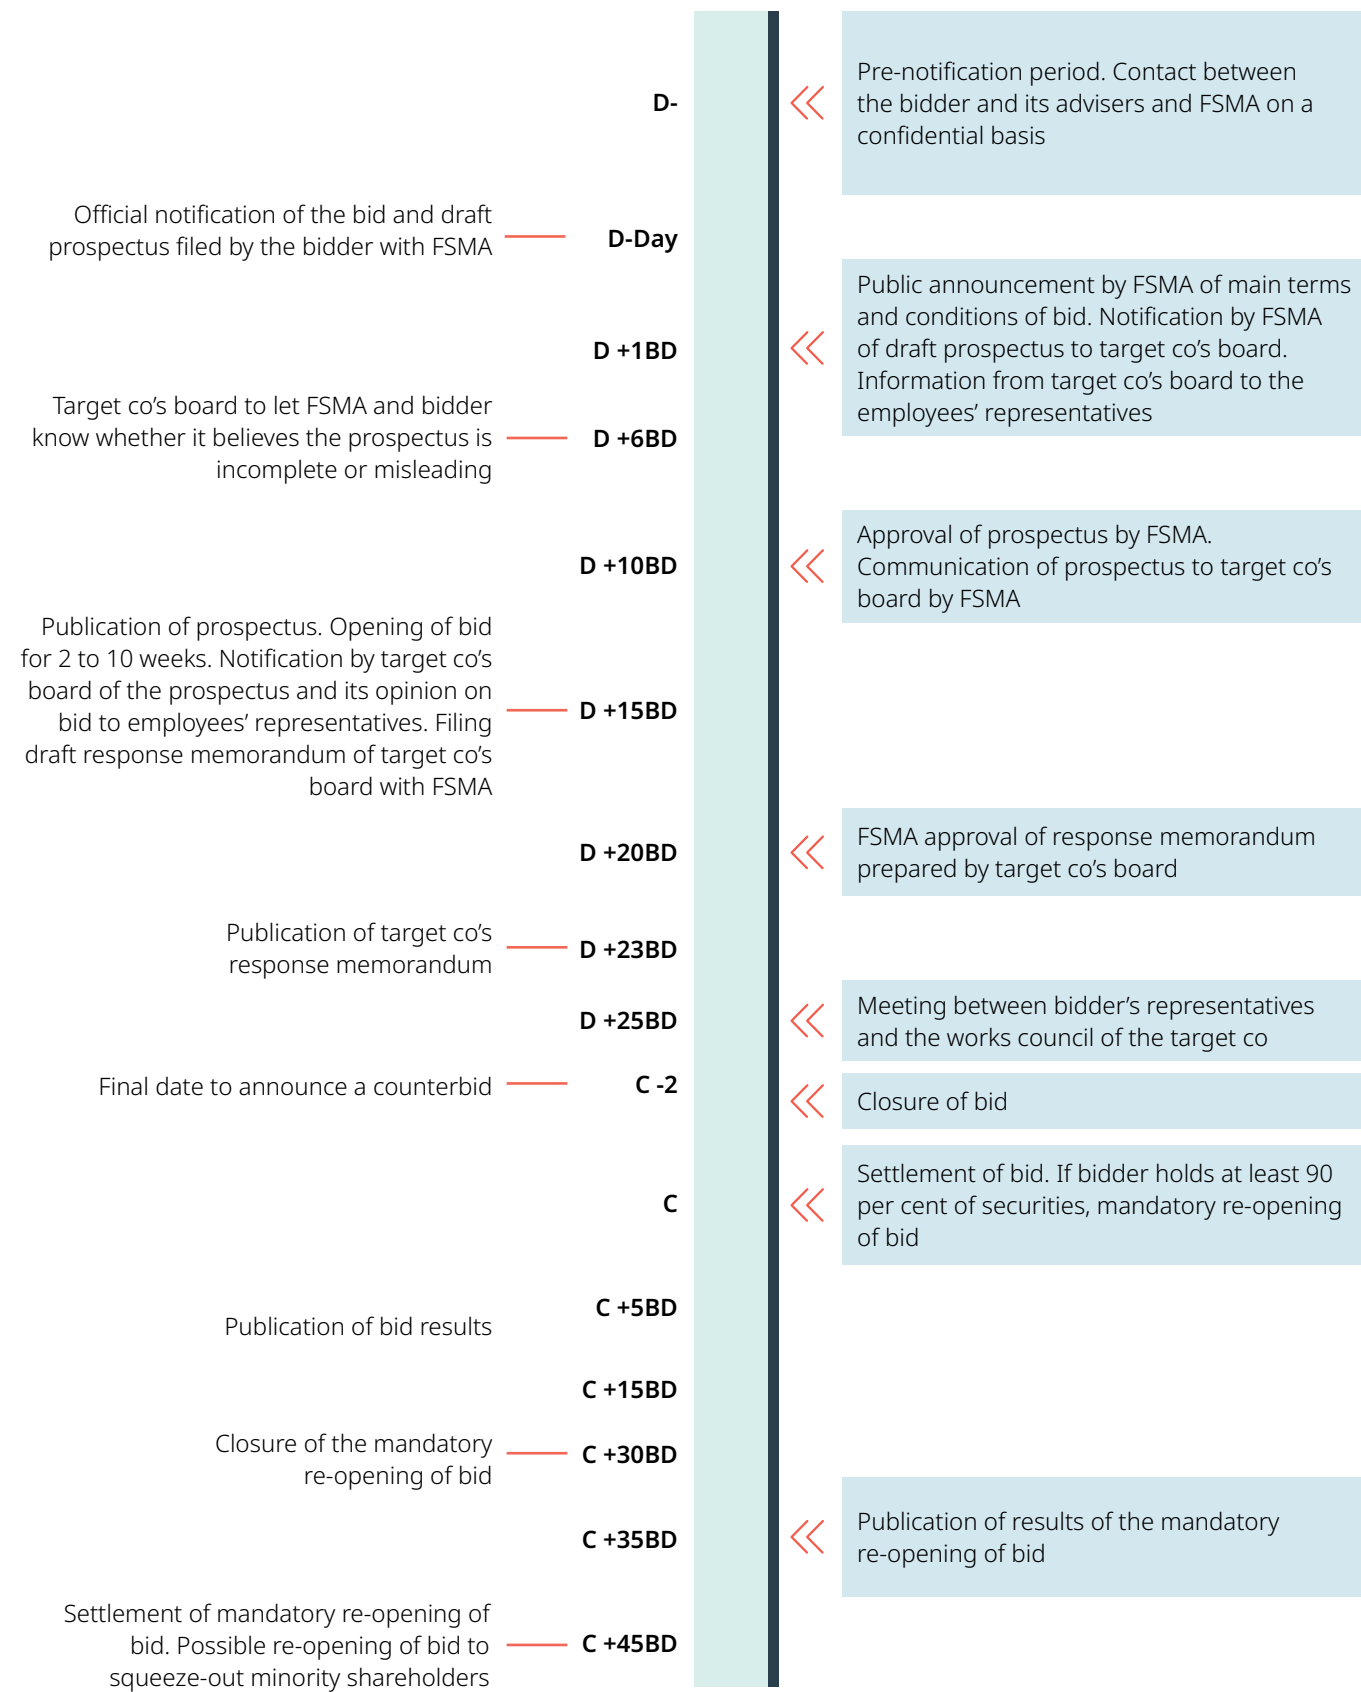 D-
Pre-notification period. Contact between
the bidder and its advisers and FSMA on a
confidential basis
Official notification of the bid and draft
prospectus filed by the bidder with FSMA
D-Day
D +1BD
Public announcement by FSMA of main terms
and conditions of bid. Notification by FSMA
of draft prospectus to target co’s board.
Information from target co’s board to the
employees’ representatives
Target co’s board to let FSMA and bidder
know whether it believes the prospectus is
incomplete or misleading
D +6BD
D +10BD
Approval of prospectus by FSMA.
Communication of prospectus to target co’s
board by FSMA
Publication of prospectus. Opening of bid
for 2 to 10 weeks. Notification by target co’s
board of the prospectus and its opinion on
bid to employees’ representatives. Filing
draft response memorandum of target co’s
board with FSMA
D +15BD
D +20BD
FSMA approval of response memorandum
prepared by target co’s board
Publication of target co’s
response memorandum
D +23BD
D +25BD
Meeting between bidder’s representatives
and the works council of the target co
Final date to announce a counterbid
C -2
Closure of bid
C
Settlement of bid. If bidder holds at least 90
per cent of securities, mandatory re-opening
of bid
C +5BD
Publication of bid results
C +15BD
Closure of the mandatory
re-opening of bid
C +30BD
C +35BD
Publication of results of the mandatory
re-opening of bid
Settlement of mandatory re-opening of
bid. Possible re-opening of bid to
squeeze-out minority shareholders
C +45BD